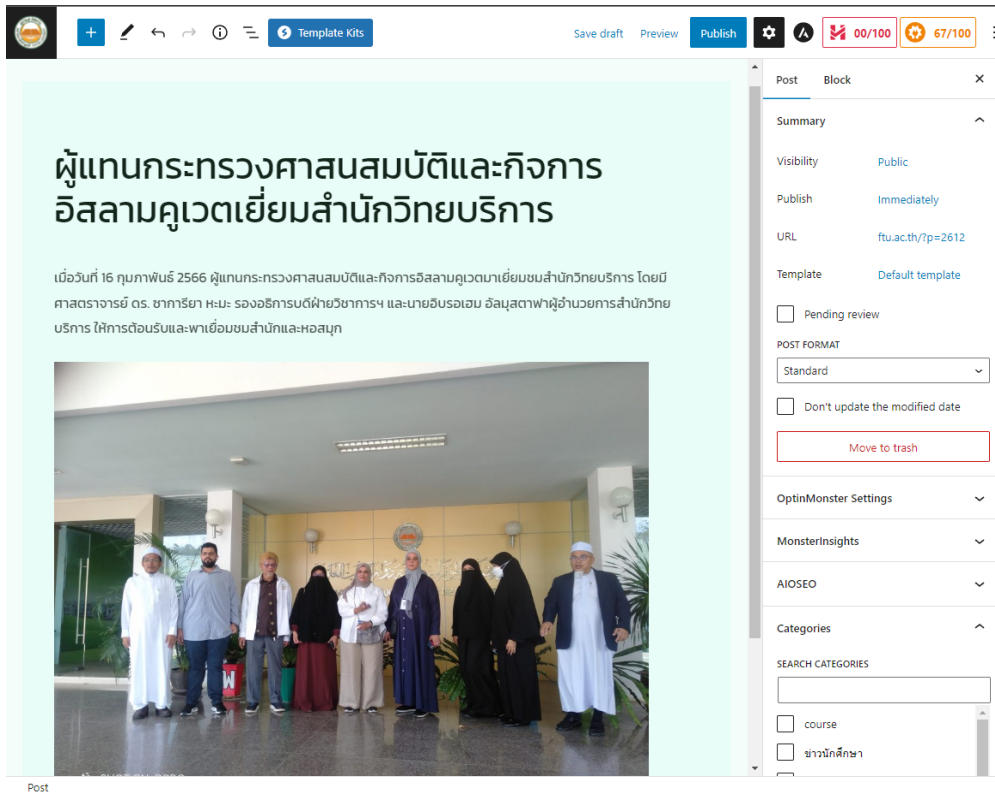 Template Kits
Save draft
Preview
Publish
00/100
67/100
Post
Block
Summary
ผู้แทนกระทรวงศาสนสมบัติและกิจการ
อิสลามคูเวตเยี่ยมสำนักวิทยบริการ
เมื่อวันที่ 16 กุมภาพันธ์ 2566 ผู้แทนกระทรวงศาสนสมบัติและกิจการอิสลามคูเวตมาเยี่ยมชมสำนักวิทยบริการ โดยมี
ศาสตราจารย์ ดร. ซาการียา หะมะ รองอธิการบดีฝ่ายวิชาการฯ และนายอิบรอเฮม อัลมุสตาฟาผู้อำนวยการสำนักวิทย
บริการ ให้การต้อนรับและพาเยื่อมชมสำนักและหอสมุก
Visibility
Public
Publish
Immediately
URL
ftu.ac.th/?p=2612
Template
Default template
Pending review
POST FORMAT
Standard
Don't update the modified date
Move to trash
OptinMonster Settings
MonsterInsights
AIOSEO
Categories
SEARCH CATEGORIES
course
ข่าวนักศึกษา
Post